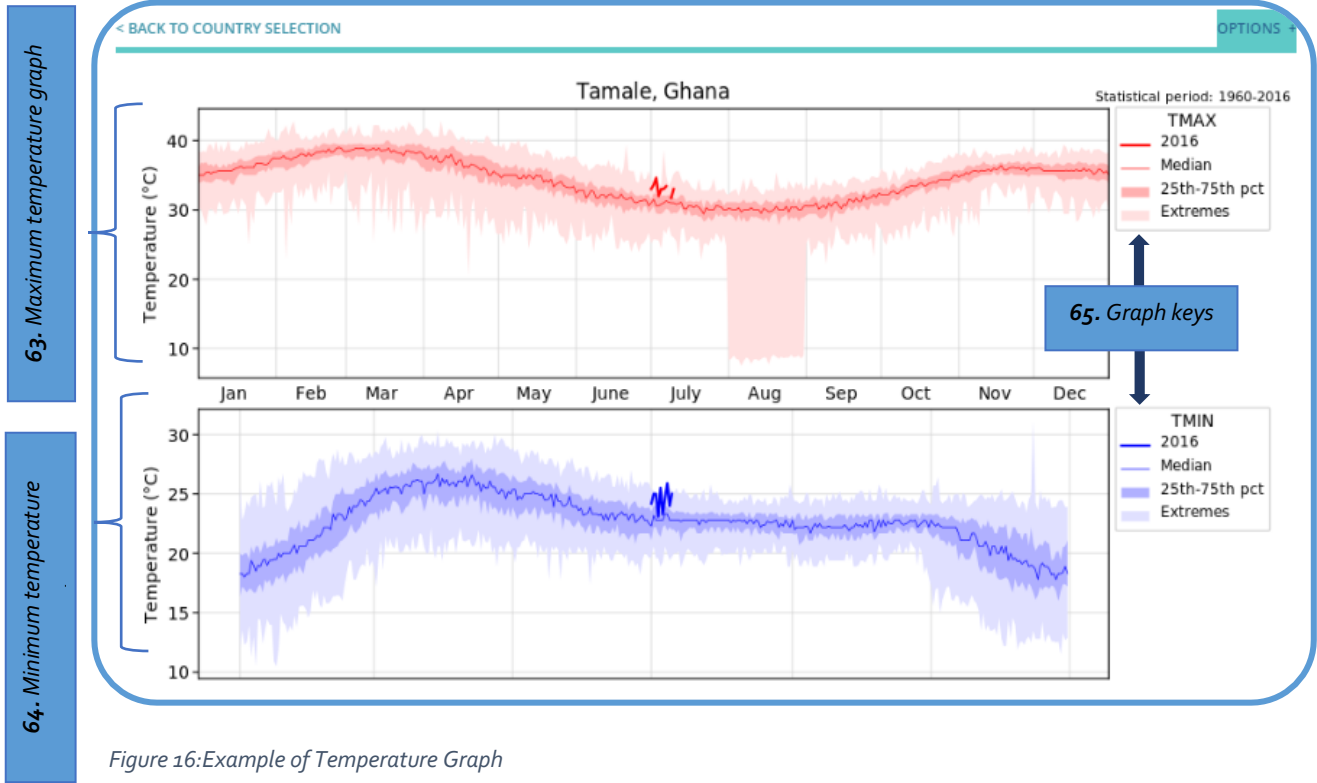 < BACK TO COUNTRY SELECTION
OPTIONS +
63. Maximum temperature graph
Tamale, Ghana
Statistical period: 1960-2016
Temperature (°C)
40
30
20
10
TMAX
2016
Median
25th-75th pct
Extremes
65. Graph keys
Jan Feb Mar Apr May June July Aug Sep Oct Nov Dec
64. Minimum temperature
Temperature (°C)
30
25
20
15
10
TMIN
2016
Median
25th-75th pct
Extremes
Figure 16:Example of Temperature Graph